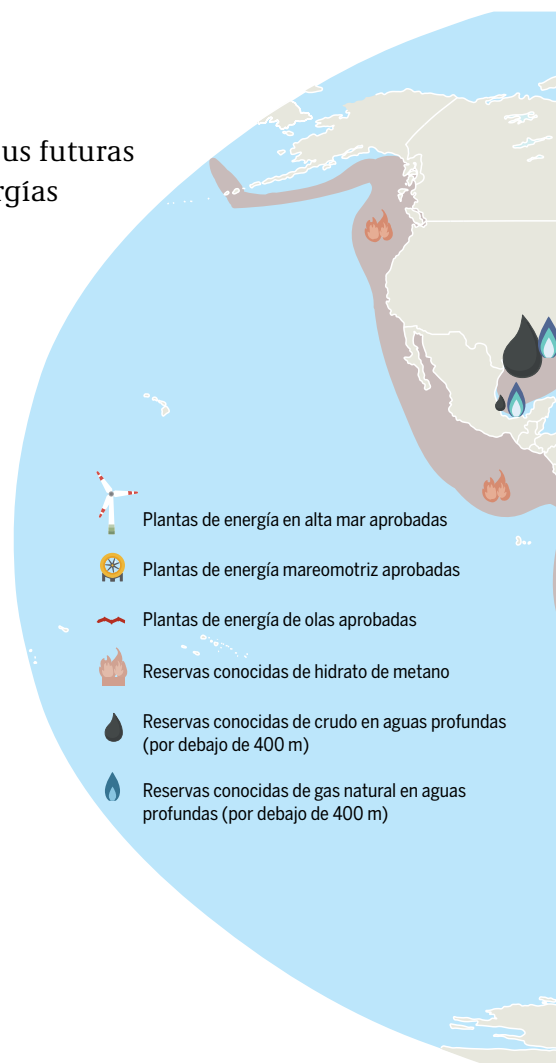 us futuras
rgías
Plantas de energía en alta mar aprobadas
Plantas de energía mareomotriz aprobadas
Plantas de energía de olas aprobadas
Reservas conocidas de hidrato de metano
Reservas conocidas de crudo en aguas profundas
(por debajo de 400 m)
Reservas conocidas de gas natural en aguas
profundas (por debajo de 400 m)